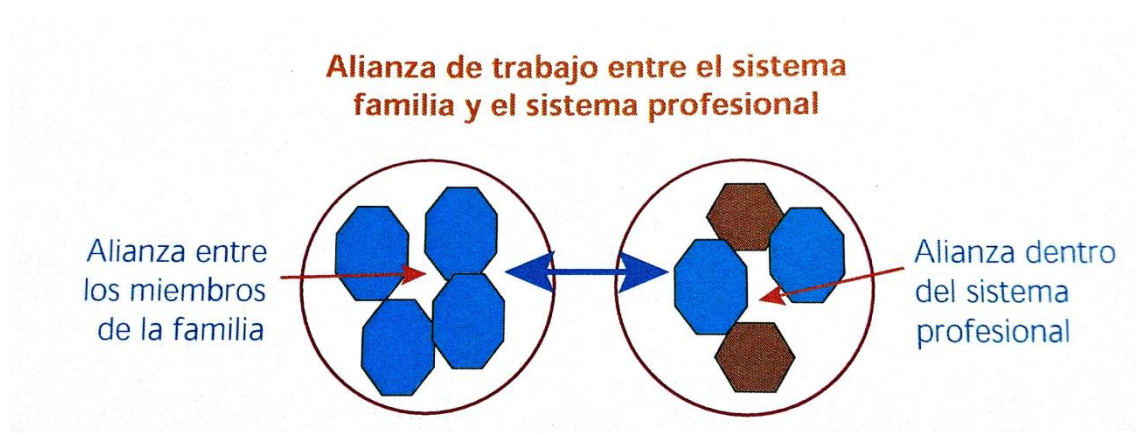 Alianza de trabajo entre el sistema
familia y el sistema profesional
Alianza entre
los miembros
de la familia
Alianza dentro
del sistema
profesional